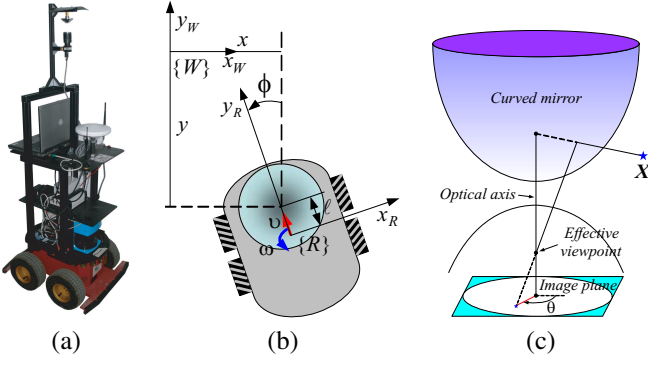 y_W
x
{W}
x_W
ϕ
y_R
y
υ
ℓ
x_R
ω
{R}
Curved mirror
X
Optical axis
Effective
viewpoint
Image plane
θ
(a)
(b)
(c)